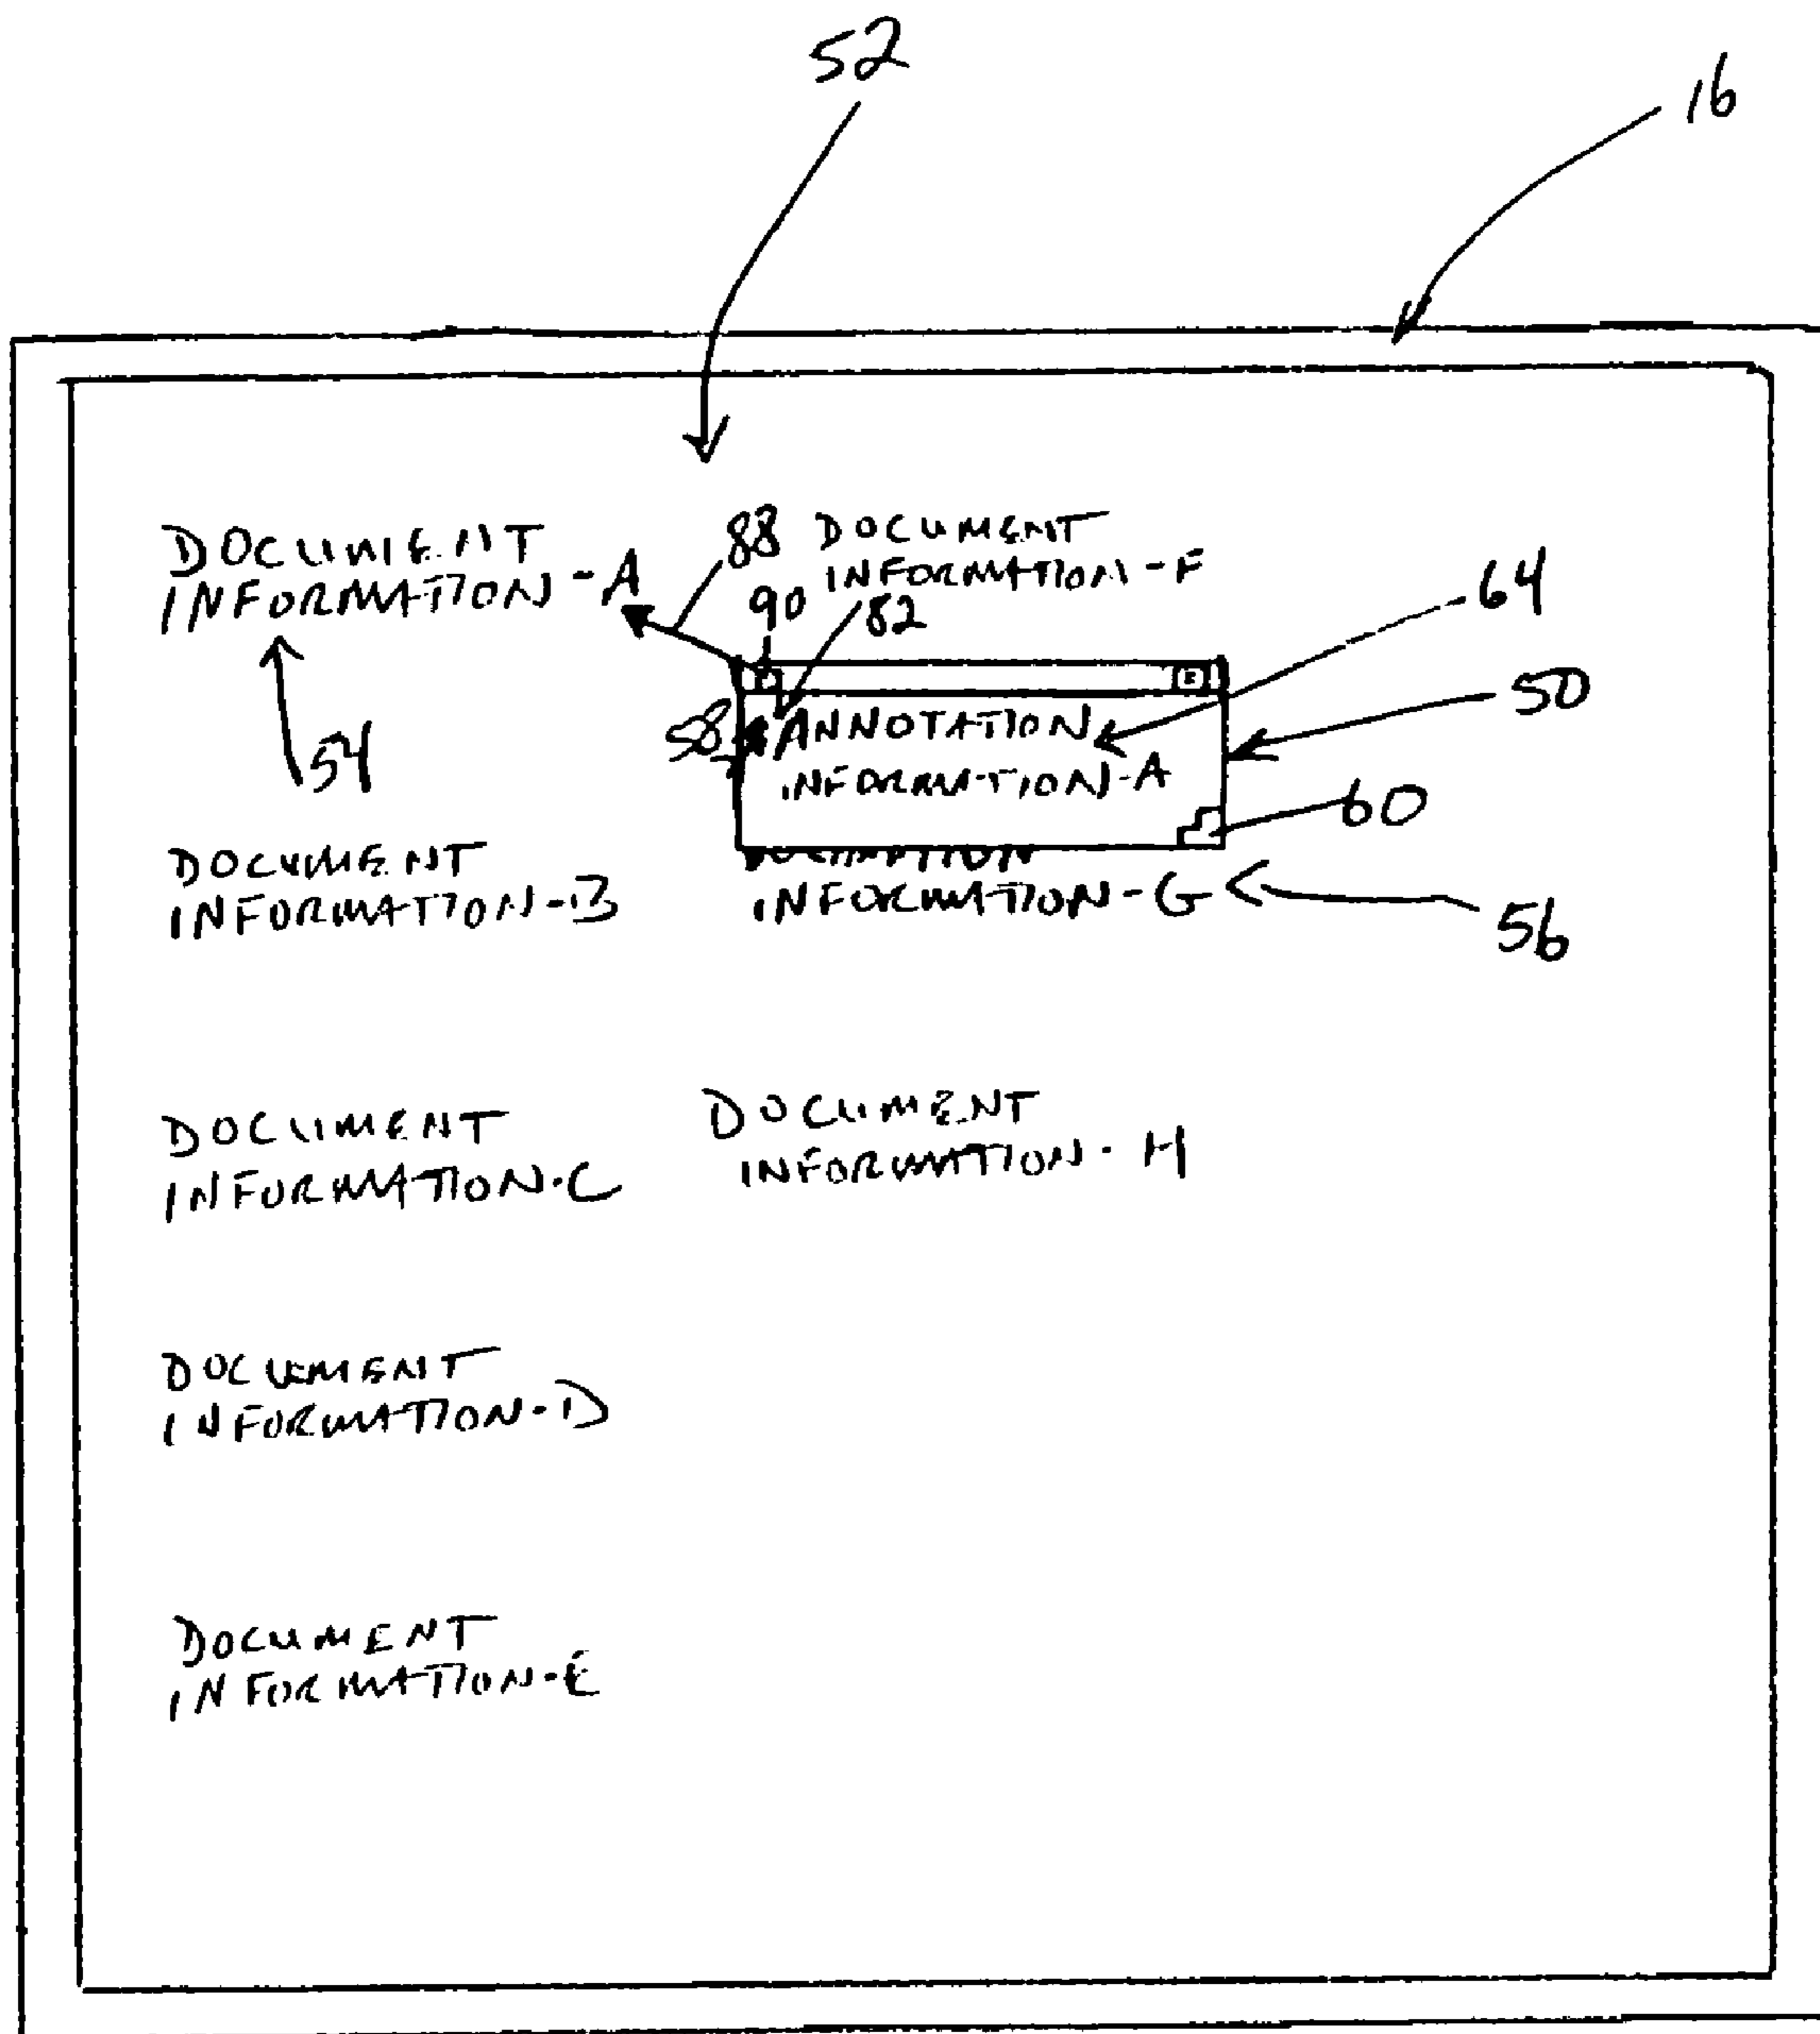 52
16
DOCUMENT
INFORMATION-A
88
DOCUMENT
INFORMATION-F
90
82
64
54
58
ANNOTATION
INFORMATION-A
50
60
DOCUMENT
INFORMATION-B
INFORMATION-G
56
DOCUMENT
INFORMATION-C
DOCUMENT
INFORMATION-H
DOCUMENT
INFORMATION-D
DOCUMENT
INFORMATION-E